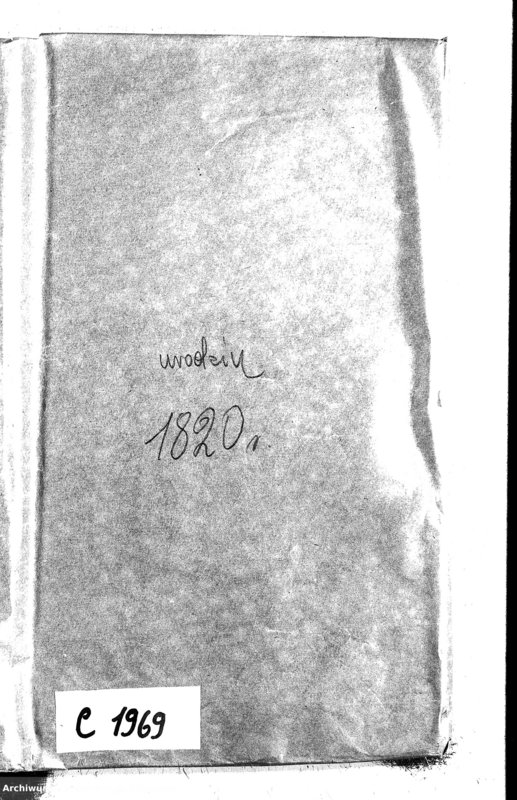 urodzin
1820 r.
C 1969
Archiwu